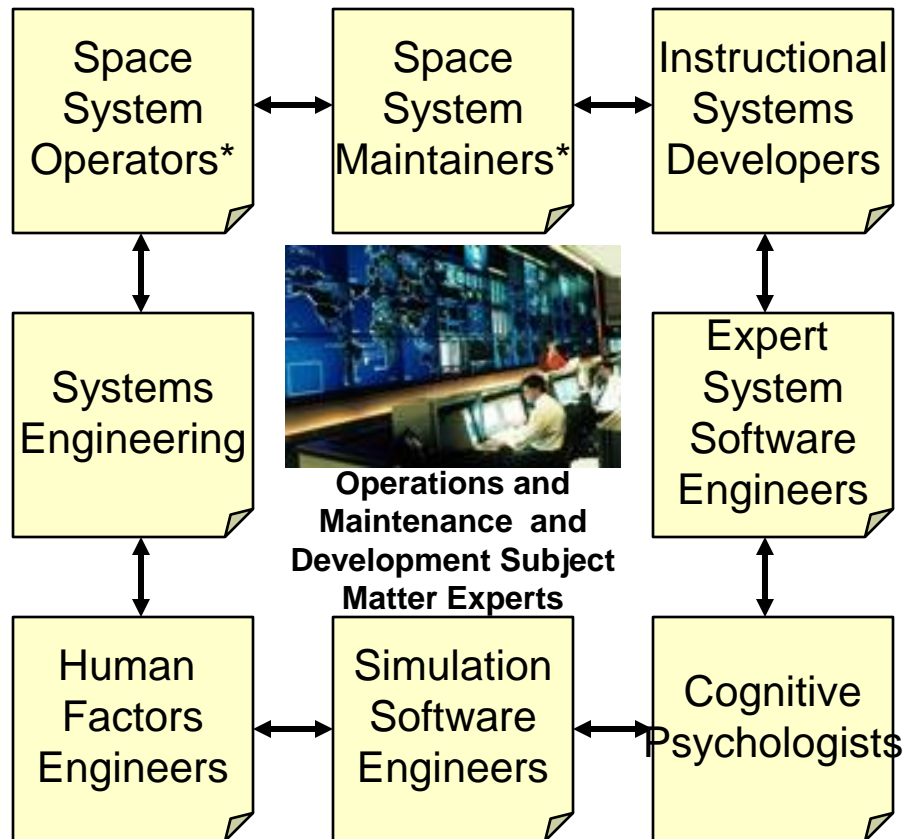 Space
System
Operators*
Space
System
Maintainers*
Instructional
Systems
Developers
Systems
Engineering
Operations and
Maintenance and
Development Subject
Matter Experts
Expert
System
Software
Engineers
Human
Factors
Engineers
Simulation
Software
Engineers
Cognitive
Psychologists